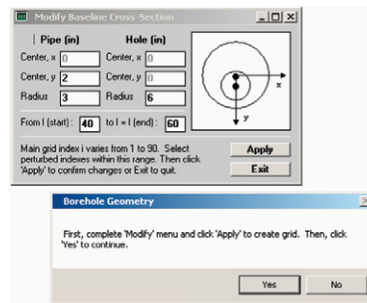 Modify Baseline Cross-Section
Pipe (in) Hole (in)
Center, x 0 Center, x 0
Center, y 2 Center, y 0
Radius 3 Radius 6
x
y
From I (start): 40 to I = I (end): 60
Main grid index i varies from 1 to 90. Select
perturbed indexes within this range. Then click
'Apply' to confirm changes or Exit to quit.
Apply
Exit
Borehole Geometry
First, complete 'Modify' menu and click 'Apply' to create grid. Then, click
'Yes' to continue.
Yes No